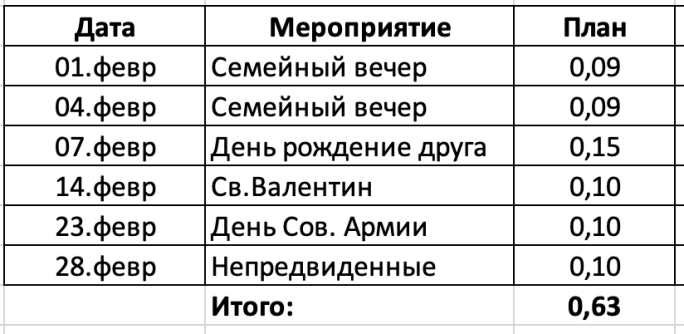 Дата Мероприятие План
01.февр Семейный вечер 0,09
04.февр Семейный вечер 0,09
07.февр День рождение друга 0,15
14.февр Св.Валентин 0,10
23.февр День Сов. Армии 0,10
28.февр Непредвиденные 0,10
Итого: 0,63